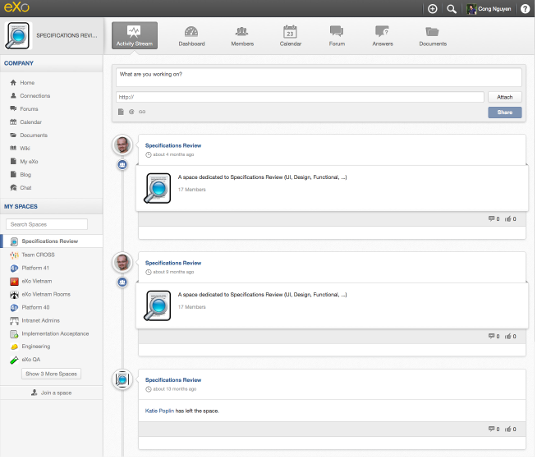 eXo
Cong Nguyen
SPECIFICATIONS REVI...
Activity Stream
Dashboard
Members
23
Calendar
Forum
Answers
Documents
COMPANY
Home
Connections
Forums
Calendar
Documents
Wiki
My eXo
Blog
Chat
MY SPACES
Search Spaces
Specifications Review
Team CROSS
Platform 41
eXo Vietnam
eXo Vietnam Rooms
Platform 40
Intranet Admins
Implementation Acceptance
Engineering
eXo QA
Show 3 More Spaces
Join a space
What are you working on?
http://
Attach
Share
Specifications Review
about 4 months ago
A space dedicated to Specifications Review (UI, Design, Functional, ...)
17 Members
0 0
Specifications Review
about 9 months ago
A space dedicated to Specifications Review (UI, Design, Functional, ...)
17 Members
0 0
Specifications Review
about 10 months ago
Katie Poplin has left the space.
0 0